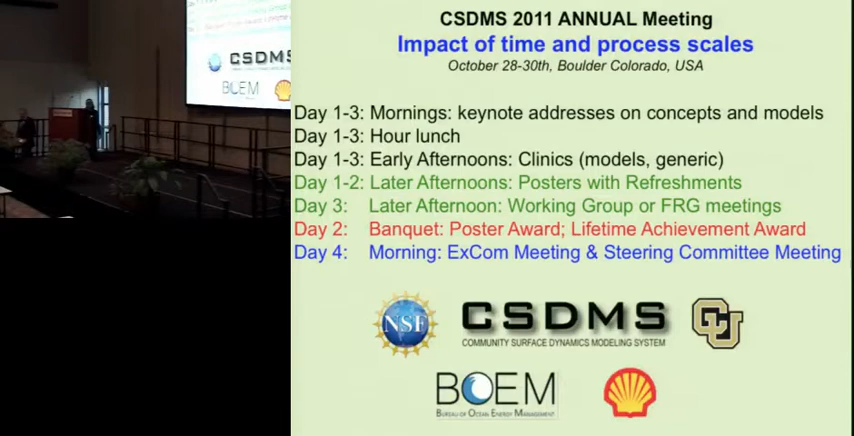 CSDMS
BOEM
CSDMS 2011 ANNUAL Meeting
Impact of time and process scales
October 28-30th, Boulder Colorado, USA
Day 1-3: Mornings: keynote addresses on concepts and models
Day 1-3: Hour lunch
Day 1-3: Early Afternoons: Clinics (models, generic)
Day 1-2: Later Afternoons: Posters with Refreshments
Day 3: Later Afternoon: Working Group or FRG meetings
Day 2: Banquet: Poster Award; Lifetime Achievement Award
Day 4: Morning: ExCom Meeting & Steering Committee Meeting
NSF
CSDMS
COMMUNITY SURFACE DYNAMICS MODELING SYSTEM
CU
BOEM
BUREAU OF OCEAN ENERGY MANAGEMENT